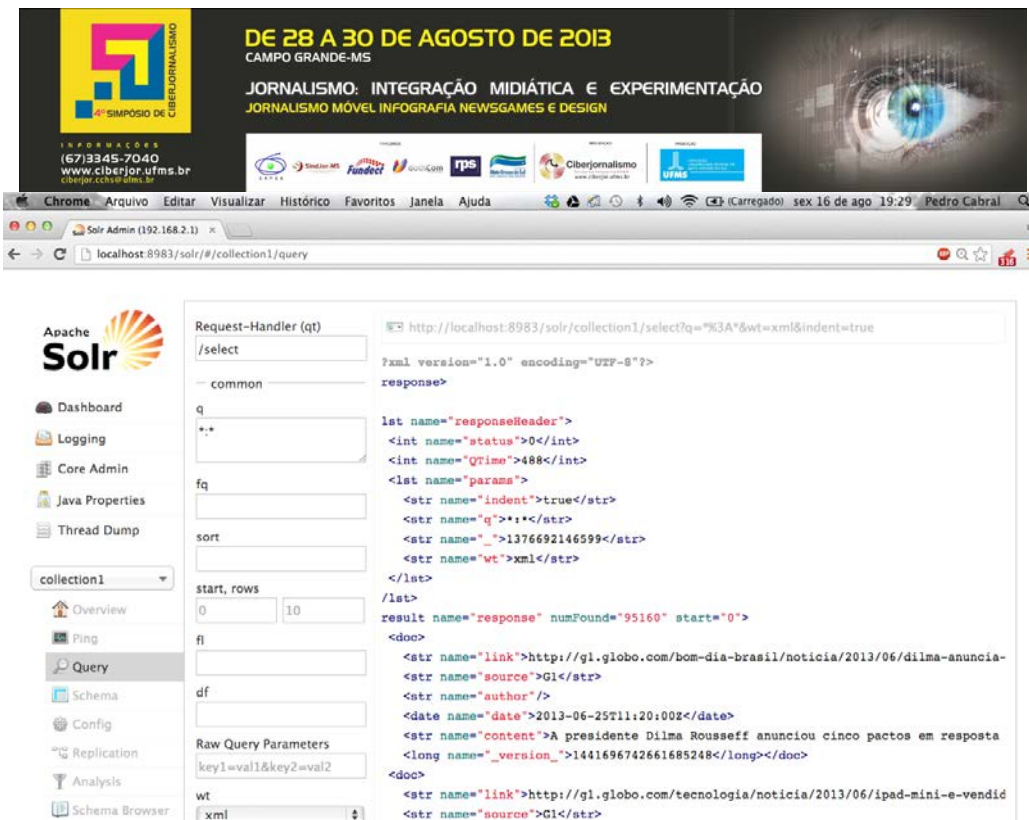 DE 28 A 30 DE AGOSTO DE 2013
CAMPO GRANDE-MS
JORNALISMO: INTEGRAÇÃO MIDIÁTICA E EXPERIMENTAÇÃO
JORNALISMO MÓVEL INFOGRAFIA NEWSGAMES E DESIGN
4º SIMPÓSIO DE CIBERJORNALISMO
INFORMAÇÕES
(67)3345-7040
www.ciberjor.ufms.br
ciberjor.cchs@ufms.br
SindJor-MS
Fundect
rps
Ciberjornalismo
www.ciberjor.ufms.br
UFMS
Chrome Arquivo Editar Visualizar Histórico Favoritos Janela Ajuda (Carregado) sex 16 de ago 19:29 Pedro Cabral
Solr Admin (192.168.2.1)
localhost:8983/solr/#/collection1/query
ABP
316
Apache
Solr
Dashboard
Logging
Core Admin
Java Properties
Thread Dump
collection1
Overview
Ping
Query
Schema
Config
Replication
Analysis
Schema Browser
Request-Handler (qt)
/select
common
q
*:*
fq
sort
start, rows
0 10
fl
df
Raw Query Parameters
key1=val1&key2=val2
wt
xml
http://localhost:8983/solr/collection1/select?q=*%3A*&wt=xml&indent=true
?xml version="1.0" encoding="UTF-8"?>
response>
lst name="responseHeader">
<int name="status">0</int>
<int name="QTime">488</int>
<lst name="params">
<str name="indent">true</str>
<str name="q">*:*</str>
<str name="_">1376692146599</str>
<str name="wt">xml</str>
</lst>
/lst>
result name="response" numFound="95160" start="0">
<doc>
<str name="link">http://g1.globo.com/bom-dia-brasil/noticia/2013/06/dilma-anuncia-
<str name="source">G1</str>
<str name="author"/>
<date name="date">2013-06-25T11:20:00Z</date>
<str name="content">A presidente Dilma Rousseff anunciou cinco pactos em resposta
<long name="_version_">1441696742661685248</long></doc>
<doc>
<str name="link">http://g1.globo.com/tecnologia/noticia/2013/06/ipad-mini-e-vendid
<str name="source">G1</str>